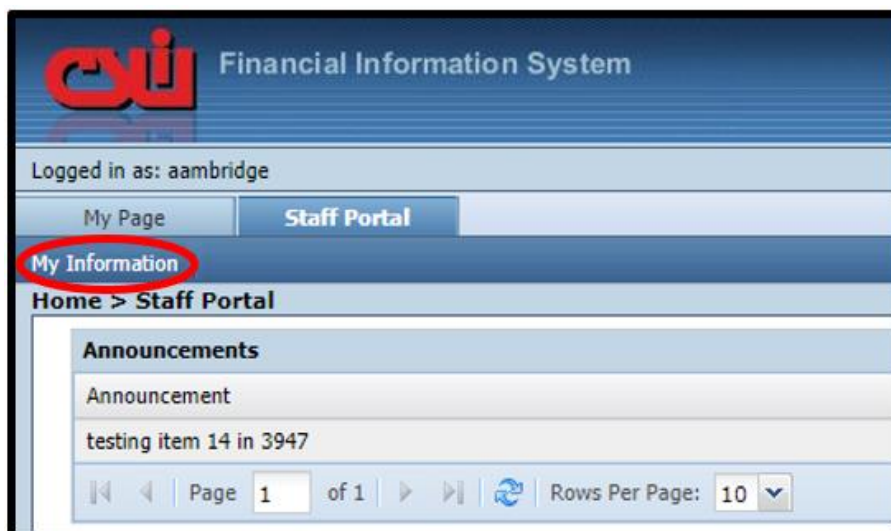 Financial Information System
Logged in as: aambridge
My Page Staff Portal
My Information
Home > Staff Portal
Announcements
Announcement
testing item 14 in 3947
Page 1 of 1 Rows Per Page: 10